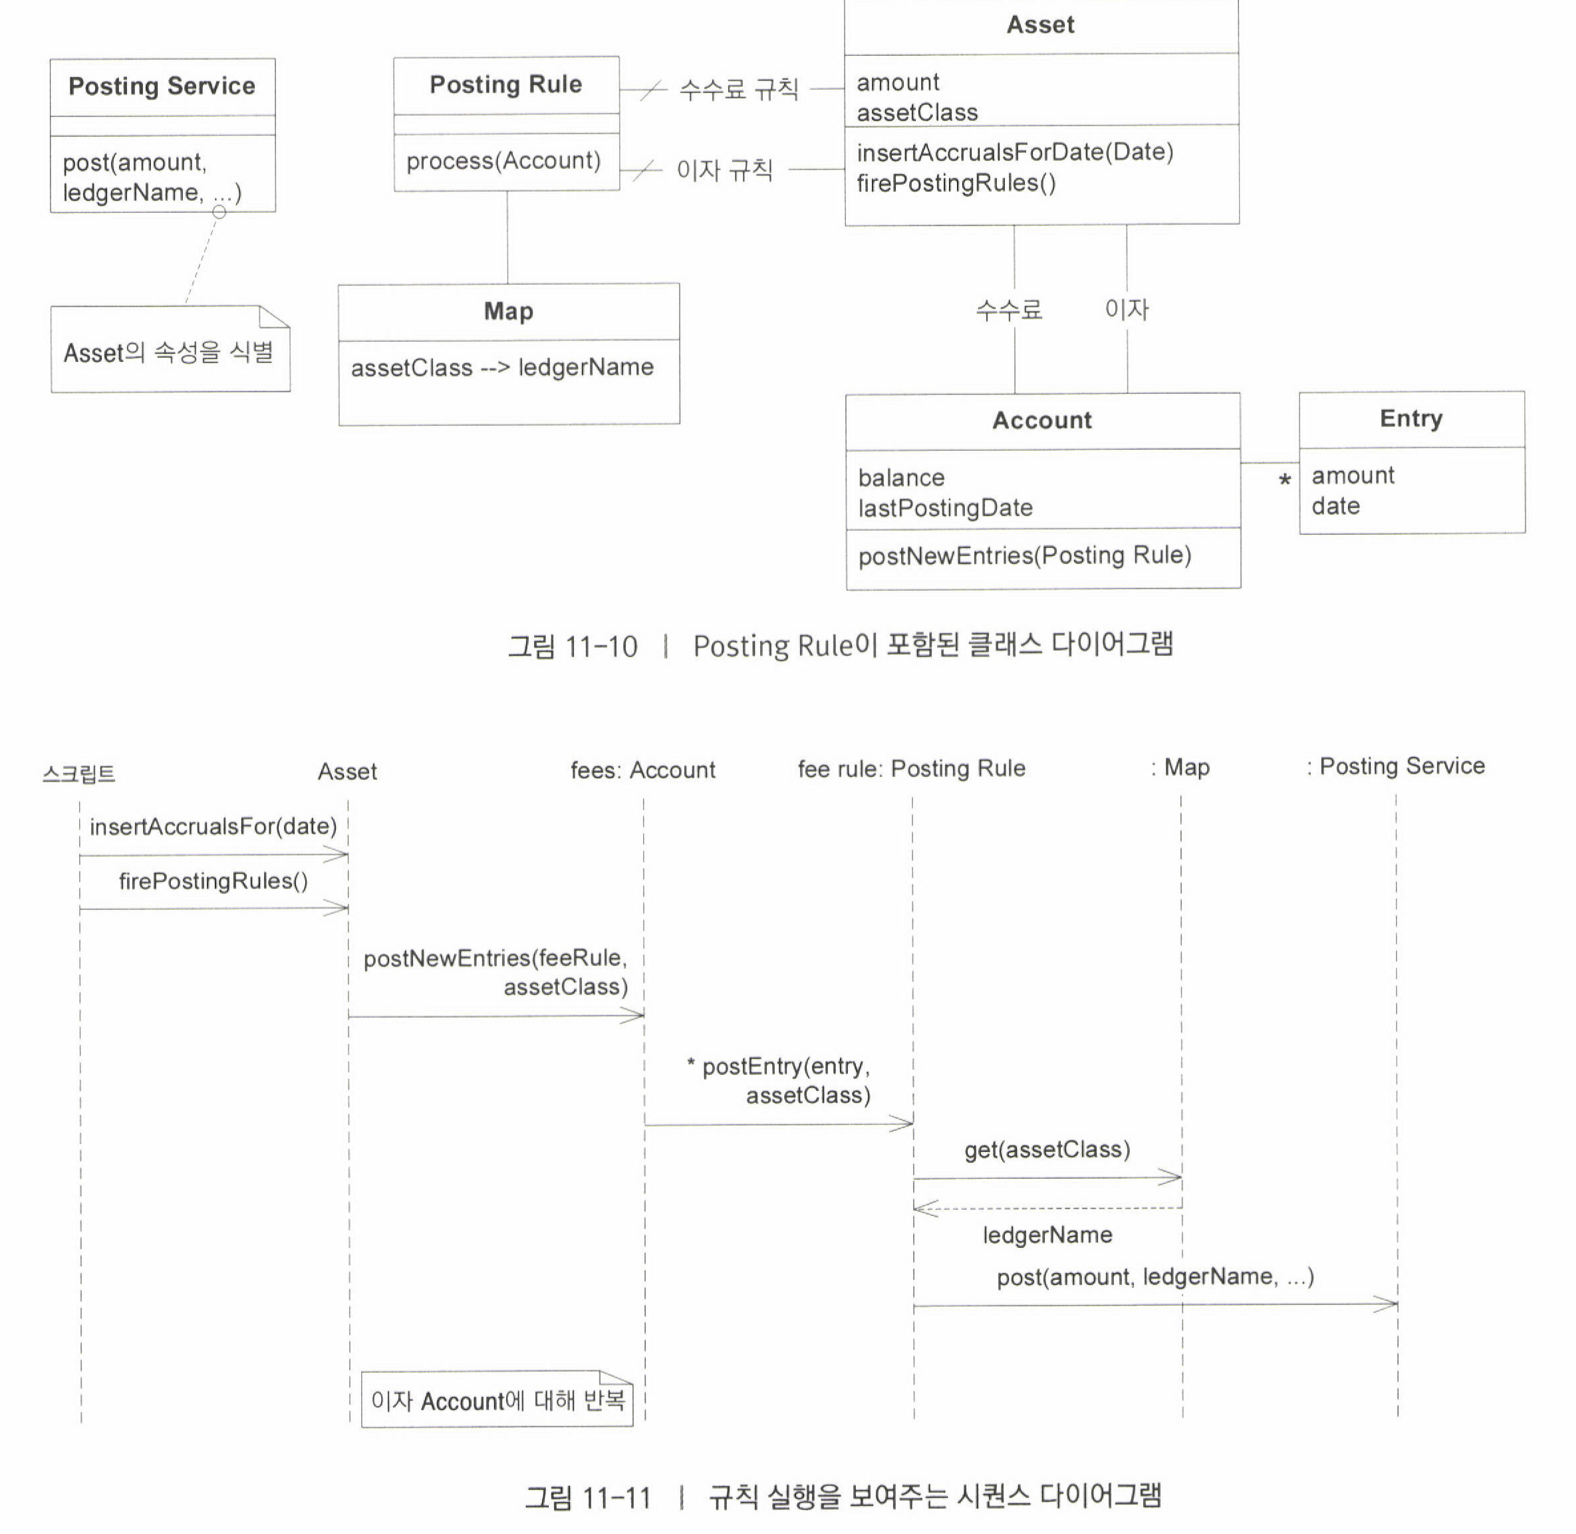 Posting Service
post(amount,
ledgerName, ...)
Asset의 속성을 식별
Posting Rule
process(Account)
수수료 규칙
이자 규칙
Map
assetClass --> ledgerName
Asset
amount
assetClass
insertAccrualsForDate(Date)
firePostingRules()
수수료
이자
Account
balance
lastPostingDate
postNewEntries(Posting Rule)
*
Entry
amount
date
그림 11-10 | Posting Rule이 포함된 클래스 다이어그램
스크립트
Asset
fees: Account
fee rule: Posting Rule
: Map
: Posting Service
insertAccrualsFor(date)
firePostingRules()
postNewEntries(feeRule,
assetClass)
* postEntry(entry,
assetClass)
get(assetClass)
ledgerName
post(amount, ledgerName, ...)
이자 Account에 대해 반복
그림 11-11 | 규칙 실행을 보여주는 시퀀스 다이어그램